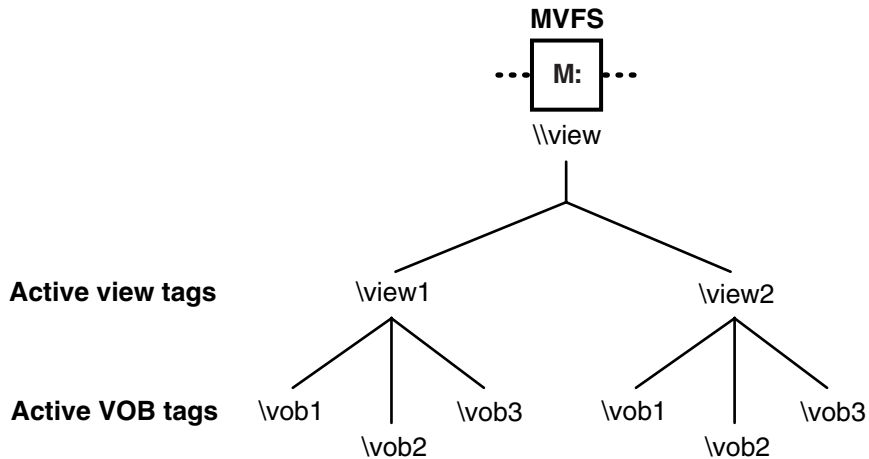 MVFS
M:
\\view
Active view tags \view1 \view2
Active VOB tags \vob1 \vob2 \vob3 \vob1 \vob2 \vob3